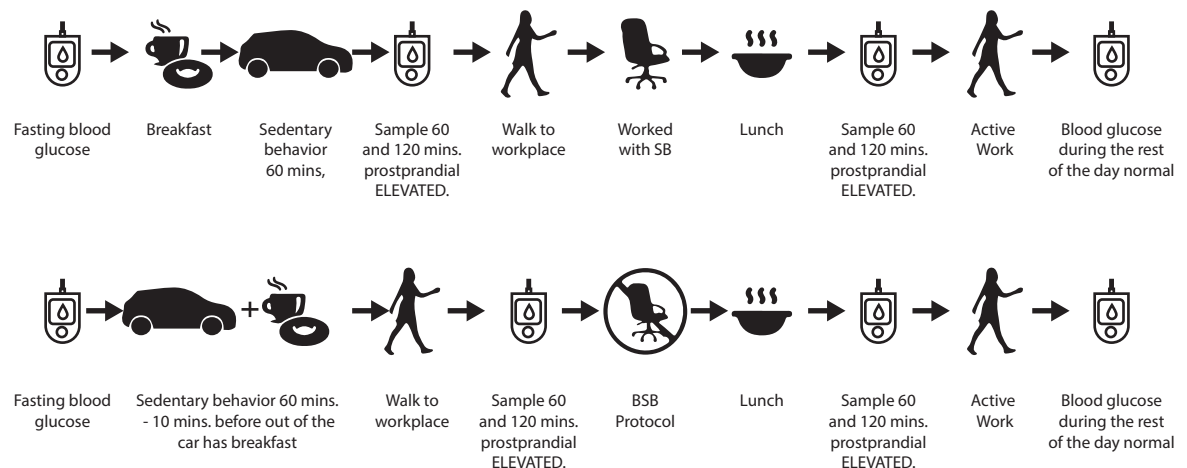 Fasting blood
glucose
Breakfast
Sedentary
behavior
60 mins,
Sample 60
and 120 mins.
prostprandial
ELEVATED.
Walk to
workplace
Worked
with SB
Lunch
Sample 60
and 120 mins.
prostprandial
ELEVATED.
Active
Work
Blood glucose
during the rest
of the day normal
+
Fasting blood
glucose
Sedentary behavior 60 mins.
- 10 mins. before out of the
car has breakfast
Walk to
workplace
Sample 60
and 120 mins.
prostprandial
ELEVATED.
BSB
Protocol
Lunch
Sample 60
and 120 mins.
prostprandial
ELEVATED.
Active
Work
Blood glucose
during the rest
of the day normal